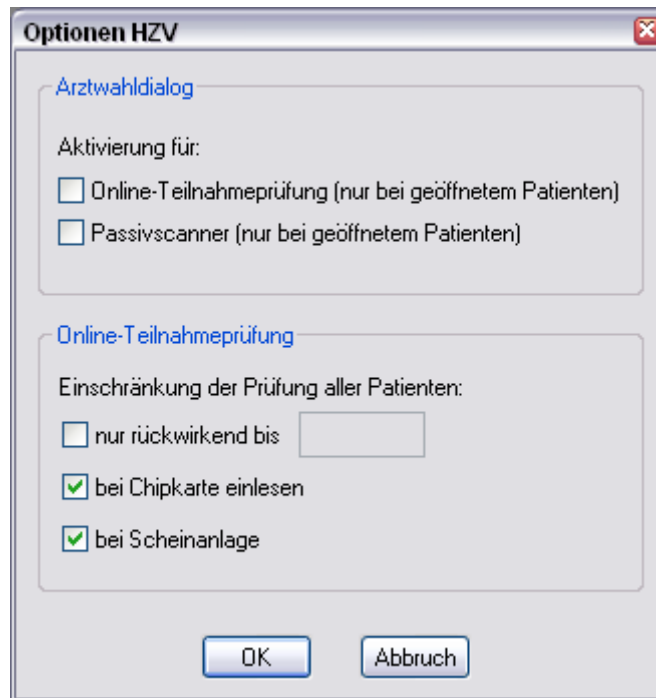 Optionen HZV
Arztwahldialog
Aktivierung für:
Online-Teilnahmeprüfung (nur bei geöffnetem Patienten)
Passivscanner (nur bei geöffnetem Patienten)
Online-Teilnahmeprüfung
Einschränkung der Prüfung aller Patienten:
nur rückwirkend bis
bei Chipkarte einlesen
bei Scheinanlage
OK Abbruch